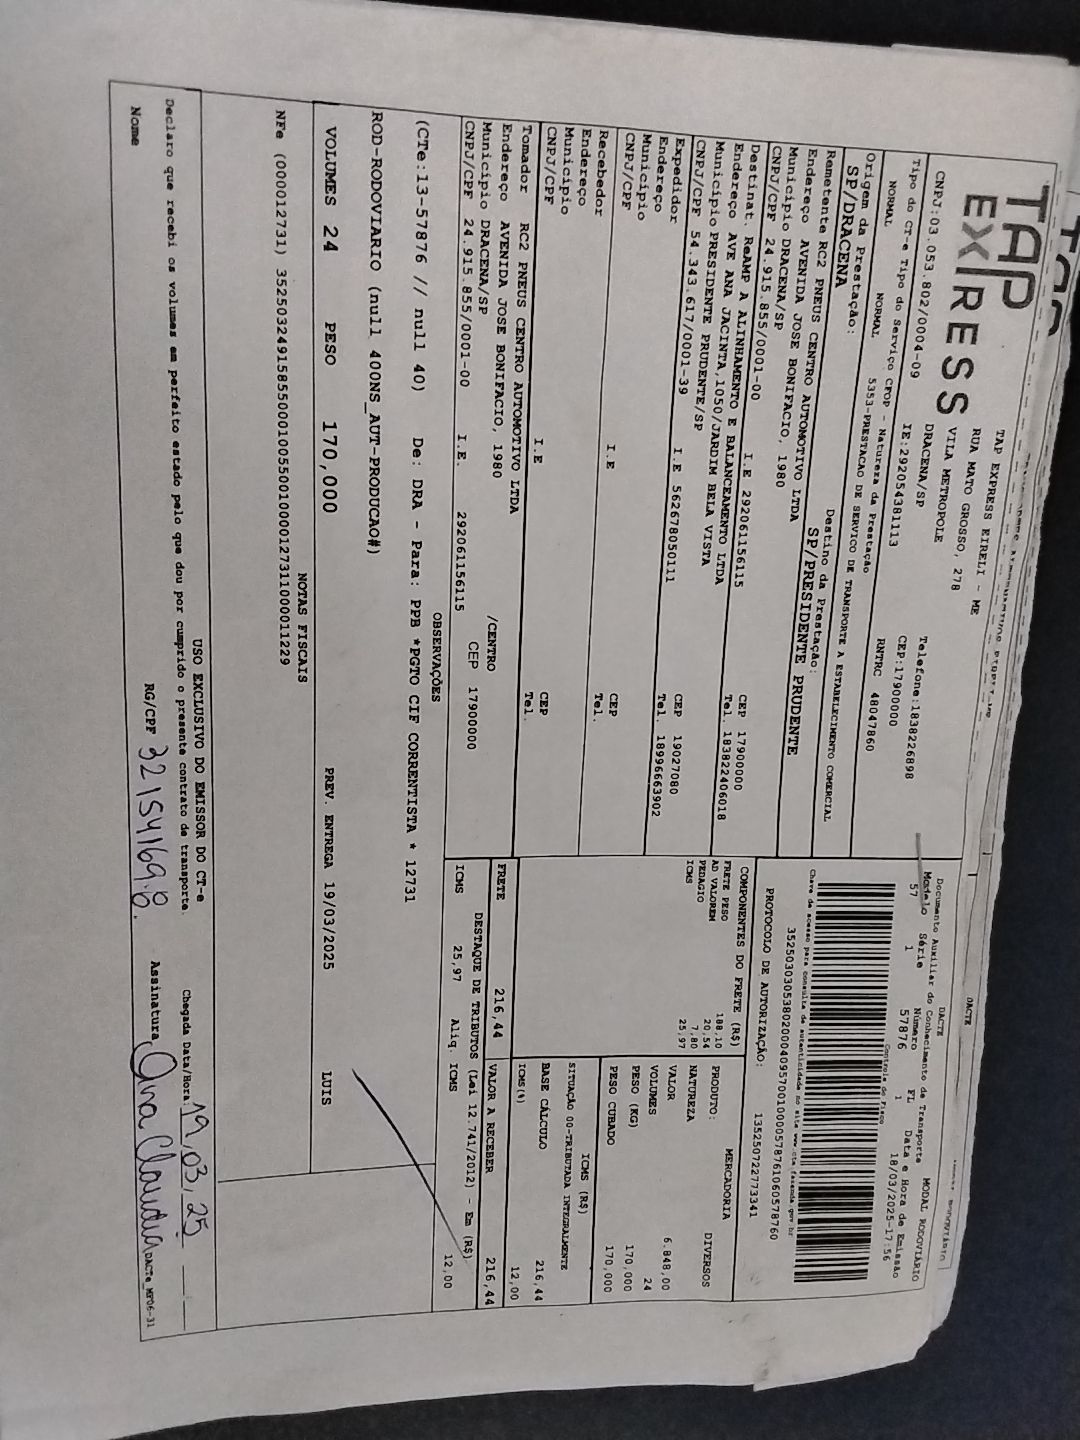 TAP
EXPRESS
TAP EXPRESS EIRELI - ME
RUA MATO GROSSO, 278
VILA METROPOLE
DRACENA/SP
Telefone:1838226898
CEP:17900000
CNPJ:03.053.802/0004-09
IE:292054381113
RNTRC 48047860
Tipo do CT-e Tipo do Serviço CFOP - Natureza da Prestação
NORMAL NORMAL 5353-PRESTACAO DE SERVICO DE TRANSPORTE A ESTABELECIMENTO COMERCIAL
Origem da Prestação: Destino da Prestação:
SP/DRACENA SP/PRESIDENTE PRUDENTE
Remetente RC2 PNEUS CENTRO AUTOMOTIVO LTDA
Endereço AVENIDA JOSE BONIFACIO, 1980
Município DRACENA/SP CEP 17900000
CNPJ/CPF 24.915.855/0001-00 I.E 292061156115 Tel. 183822406018
Destinat. ReAMP A ALINHAMENTO E BALANCEAMENTO LTDA
Endereço AVE ANA JACINTA,1050/JARDIM BELA VISTA
Município PRESIDENTE PRUDENTE/SP CEP 19027080
CNPJ/CPF 54.343.617/0001-39 I.E 562678050111 Tel. 18996663902
Expedidor
Endereço
Município CEP
CNPJ/CPF I.E Tel.
Recebedor
Endereço
Município CEP
CNPJ/CPF I.E Tel.
Tomador RC2 PNEUS CENTRO AUTOMOTIVO LTDA
Endereço AVENIDA JOSE BONIFACIO, 1980 /CENTRO
Município DRACENA/SP CEP 17900000
CNPJ/CPF 24.915.855/0001-00 I.E. 292061156115
DACTE
DACTE
Documento Auxiliar do Conhecimento de Transporte MODAL RODOVIÁRIO
Modelo Série Número FL Data e Hora de Emissão
57 1 57876 1 18/03/2025-17:56
Controle do Fisco
Chave de acesso para consulta de autenticidade no site www.cte.fazenda.gov.br
35250303053802000409570010000578761060578760
PROTOCOLO DE AUTORIZAÇÃO: 135250722773341
COMPONENTES DO FRETE (R$)
FRETE PESO 188,10
AD VALOREM 20,54
PEDAGIO 7,80
ICMS 25,97
PRODUTO: MERCADORIA
NATUREZA DIVERSOS
VALOR 6.848,00
VOLUMES 24
PESO (KG) 170,000
PESO CUBADO 170,000
ICMS (R$)
SITUAÇÃO 00-TRIBUTADA INTEGRALMENTE
BASE CÁLCULO 216,44
ICMS(%) 12,00
FRETE 216,44 VALOR A RECEBER 216,44
DESTAQUE DE TRIBUTOS (Lei 12.741/2012) - Em (R$)
ICMS 25,97 Aliq. ICMS 12,00
OBSERVAÇÕES
(CTe:13-57876 // null 40) De: DRA - Para: PPB *PGTO CIF CORRENTISTA * 12731
ROD-RODOVIARIO (null 400NS_AUT-PRODUCAO#)
VOLUMES 24 PESO 170,000 PREV. ENTREGA 19/03/2025 LUIS
NOTAS FISCAIS
NFe (000012731) 35250324915855000100550010000127311000011229
USO EXCLUSIVO DO EMISSOR DO CT-e
Declaro que recebi os volumes em perfeito estado pelo que dou por cumprido o presente contrato de transporte.
Chegada Data/Hora: 19,03,25
Nome RG/CPF 32154169.8. Assinatura Ana Claudia
DACTe_MF06-31